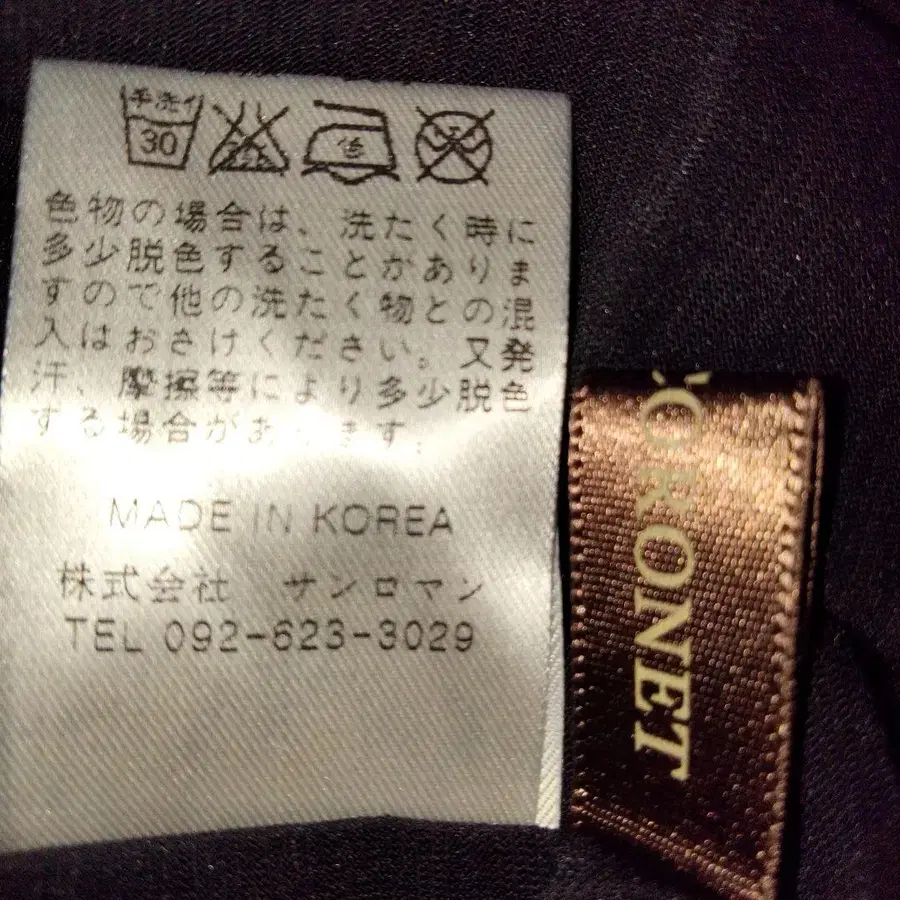 手洗イ
30
低
色物の場合は、洗たく時に
多少脱色することがありま
すので他の洗たく物との混
入はおさけください。又発
汗、摩擦等により多少脱色
する場合があります。
MADE IN KOREA
株式会社 サンロマン
TEL 092-623-3029
CORONET